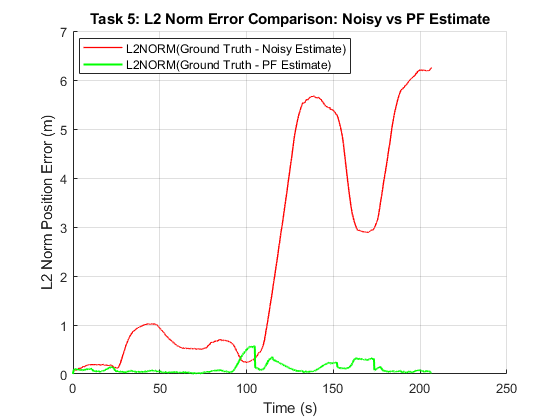 Task 5: L2 Norm Error Comparison: Noisy vs PF Estimate
L2NORM(Ground Truth - Noisy Estimate)
L2NORM(Ground Truth - PF Estimate)
L2 Norm Position Error (m)
7
6
5
4
3
2
1
0
0 50 100 150 200 250
Time (s)